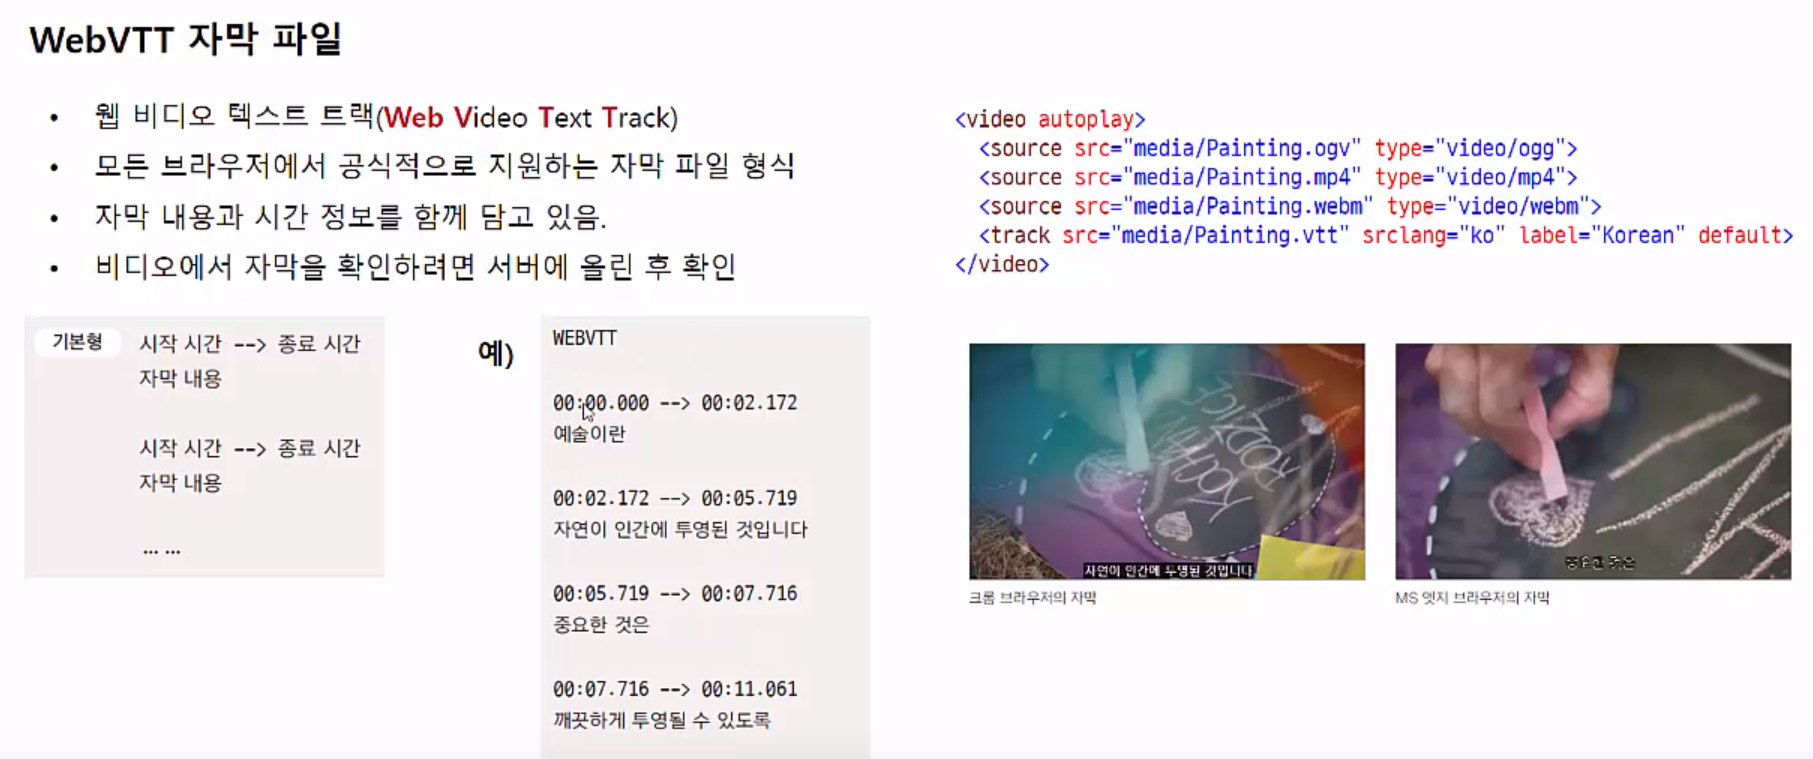 WebVTT 자막 파일
• 웹 비디오 텍스트 트랙(Web Video Text Track)
• 모든 브라우저에서 공식적으로 지원하는 자막 파일 형식
• 자막 내용과 시간 정보를 함께 담고 있음.
• 비디오에서 자막을 확인하려면 서버에 올린 후 확인
기본형
시작 시간 --> 종료 시간
자막 내용
시작 시간 --> 종료 시간
자막 내용
... ...
예)
WEBVTT
00:00.000 --> 00:02.172
예술이란
00:02.172 --> 00:05.719
자연이 인간에 투영된 것입니다
00:05.719 --> 00:07.716
중요한 것은
00:07.716 --> 00:11.061
깨끗하게 투영될 수 있도록
<video autoplay>
<source src="media/Painting.ogv" type="video/ogg">
<source src="media/Painting.mp4" type="video/mp4">
<source src="media/Painting.webm" type="video/webm">
<track src="media/Painting.vtt" srclang="ko" label="Korean" default>
</video>
자연이 인간에 투영된 것입니다
크롬 브라우저의 자막
중요한 것은
MS 엣지 브라우저의 자막